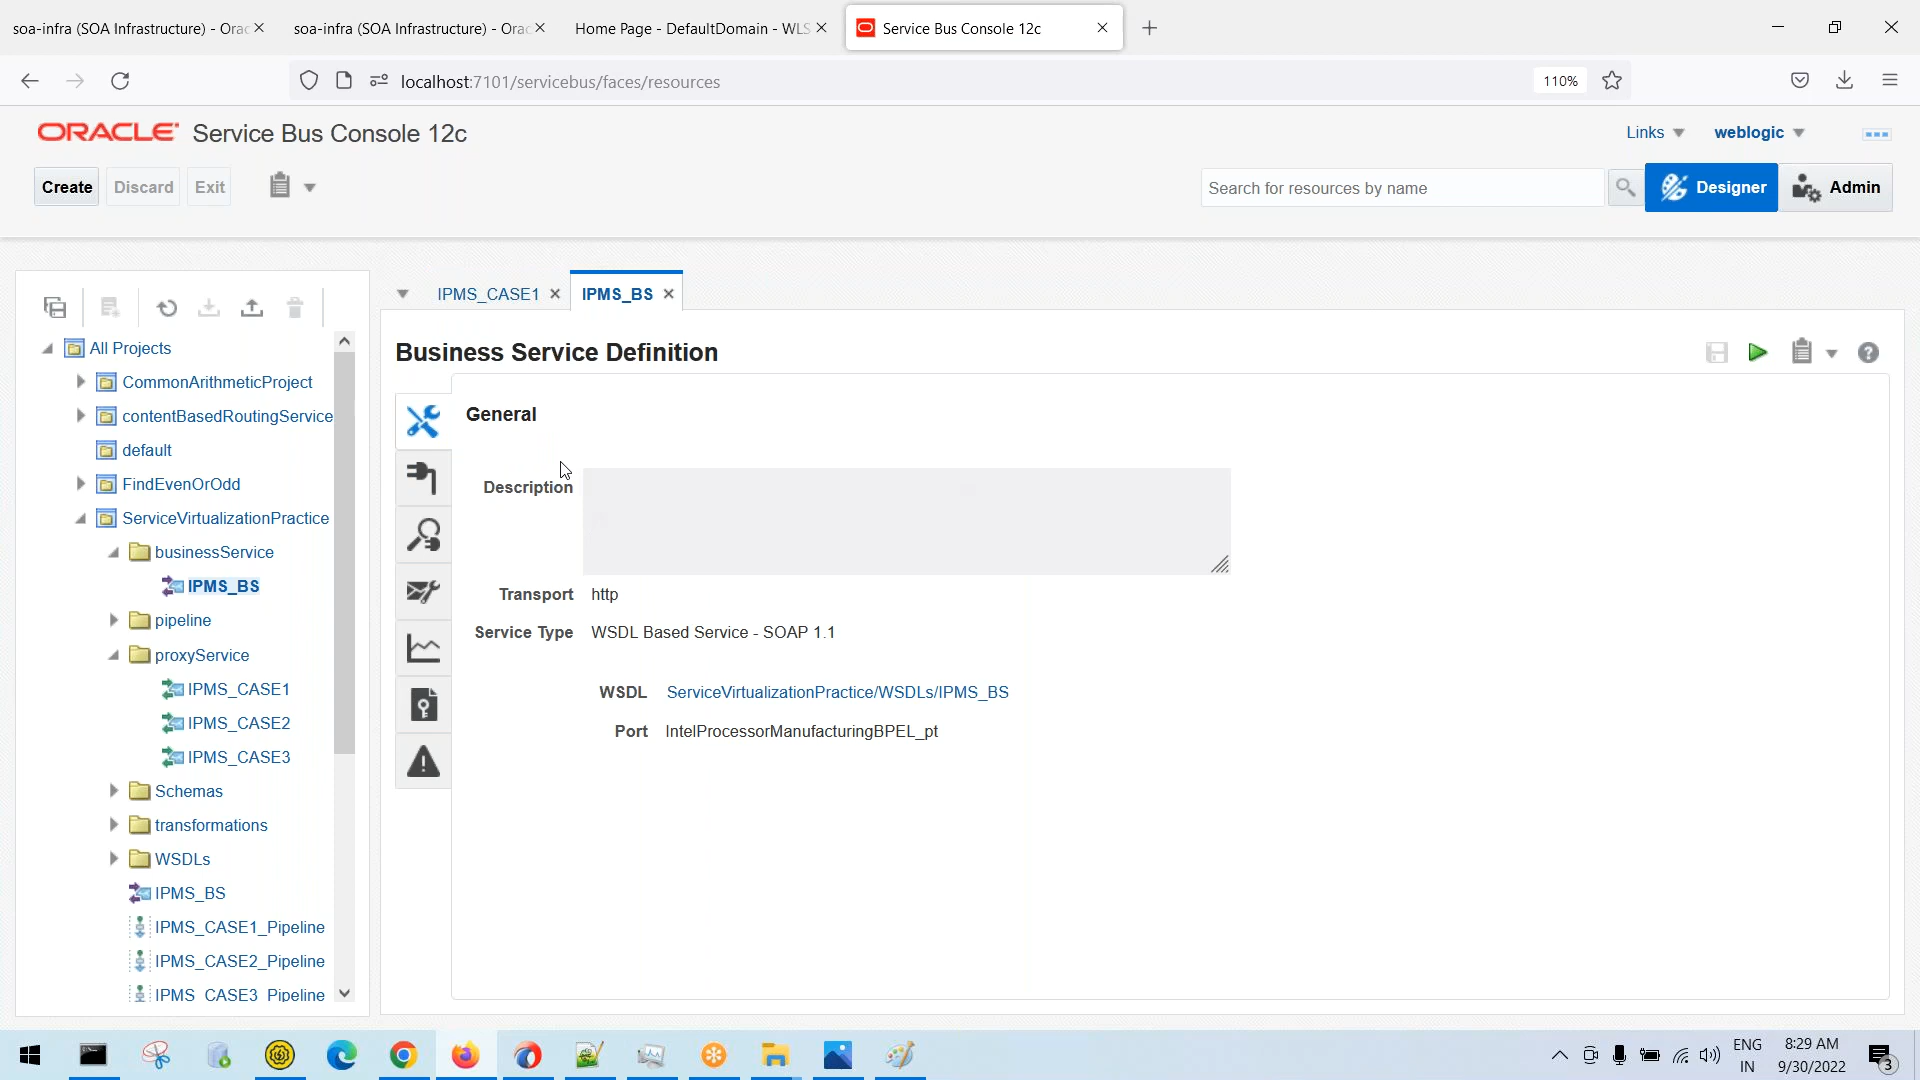 soa-infra (SOA Infrastructure) - Orac
soa-infra (SOA Infrastructure) - Orac
Home Page - DefaultDomain - WLS
Service Bus Console 12c
localhost:7101/servicebus/faces/resources
110%
ORACLE Service Bus Console 12c
Links
weblogic
Create
Discard
Exit
Search for resources by name
Designer
Admin
All Projects
CommonArithmeticProject
contentBasedRoutingService
default
FindEvenOrOdd
ServiceVirtualizationPractice
businessService
IPMS_BS
pipeline
proxyService
IPMS_CASE1
IPMS_CASE2
IPMS_CASE3
Schemas
transformations
WSDLs
IPMS_BS
IPMS_CASE1_Pipeline
IPMS_CASE2_Pipeline
IPMS_CASE3_Pipeline
IPMS_CASE1
IPMS_BS
Business Service Definition
General
Description
Transport http
Service Type WSDL Based Service - SOAP 1.1
WSDL ServiceVirtualizationPractice/WSDLs/IPMS_BS
Port IntelProcessorManufacturingBPEL_pt
ENG
IN
8:29 AM
9/30/2022
3